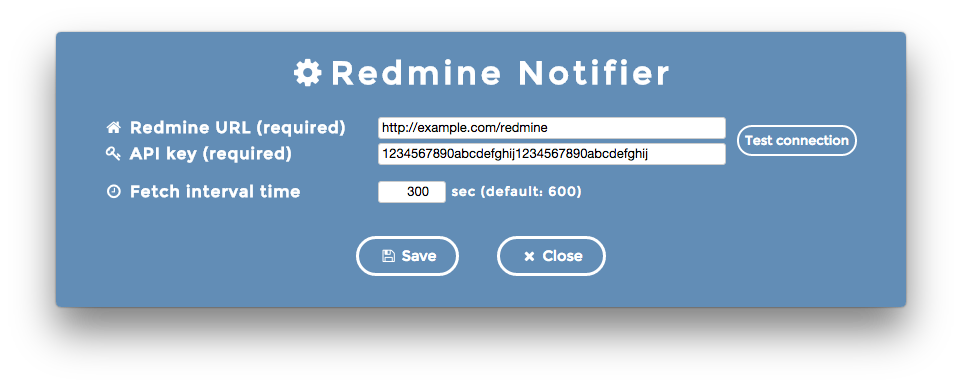 Redmine Notifier
Redmine URL (required) http://example.com/redmine
API key (required) 1234567890abcdefghij1234567890abcdefghij
Test connection
Fetch interval time 300 sec (default: 600)
Save Close